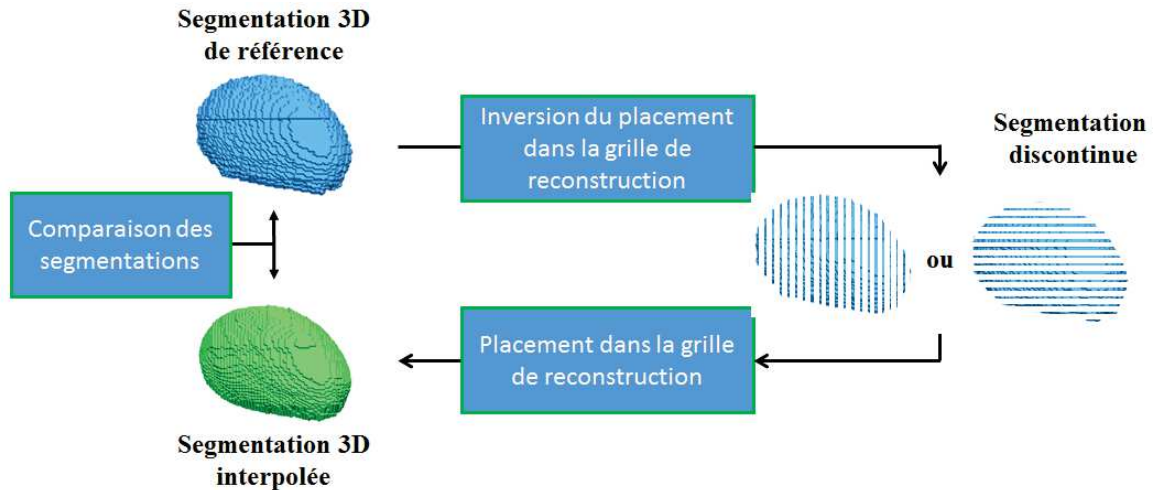 Segmentation 3D
de référence
Inversion du placement
dans la grille de
reconstruction
Segmentation
discontinue
Comparaison des
segmentations
ou
Placement dans la grille
de reconstruction
Segmentation 3D
interpolée